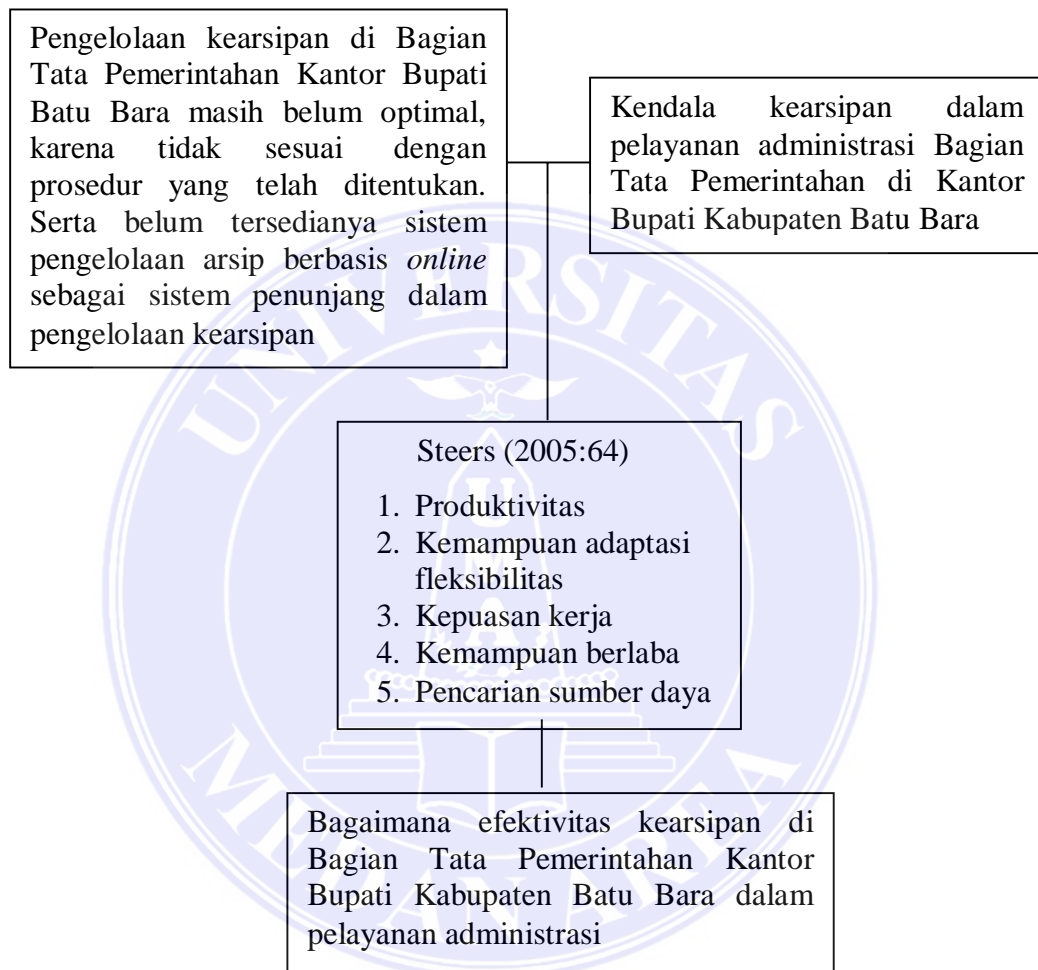 Pengelolaan kearsipan di Bagian
Tata Pemerintahan Kantor Bupati
Batu Bara masih belum optimal,
karena tidak sesuai dengan
prosedur yang telah ditentukan.
Serta belum tersedianya sistem
pengelolaan arsip berbasis online
sebagai sistem penunjang dalam
pengelolaan kearsipan
Kendala kearsipan dalam
pelayanan administrasi Bagian
Tata Pemerintahan di Kantor
Bupati Kabupaten Batu Bara
Steers (2005:64)
1. Produktivitas
2. Kemampuan adaptasi
fleksibilitas
3. Kepuasan kerja
4. Kemampuan berlaba
5. Pencarian sumber daya
Bagaimana efektivitas kearsipan di
Bagian Tata Pemerintahan Kantor
Bupati Kabupaten Batu Bara dalam
pelayanan administrasi
UNIVERSITAS
MEDAN AREA
UMA